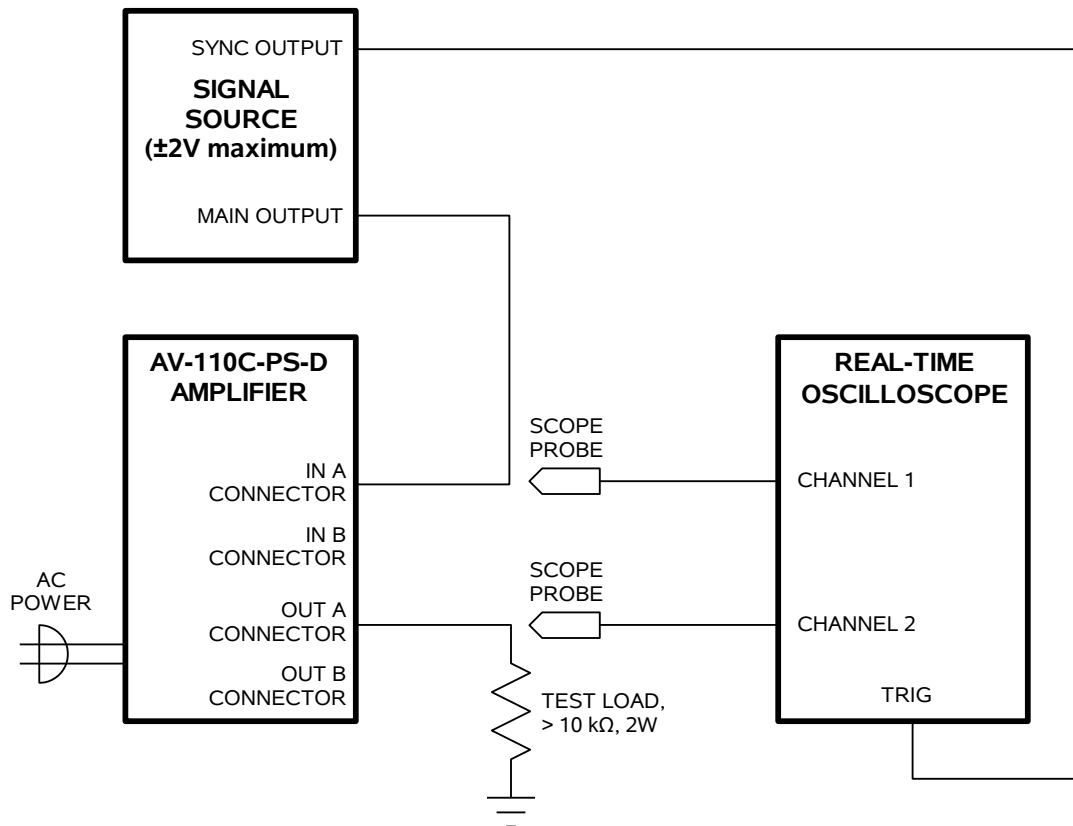 SYNC OUTPUT
SIGNAL
SOURCE
(±2V maximum)
MAIN OUTPUT
AV-110C-PS-D
AMPLIFIER
IN A
CONNECTOR
IN B
CONNECTOR
OUT A
CONNECTOR
OUT B
CONNECTOR
AC
POWER
SCOPE
PROBE
SCOPE
PROBE
TEST LOAD,
> 10 kΩ, 2W
REAL-TIME
OSCILLOSCOPE
CHANNEL 1
CHANNEL 2
TRIG